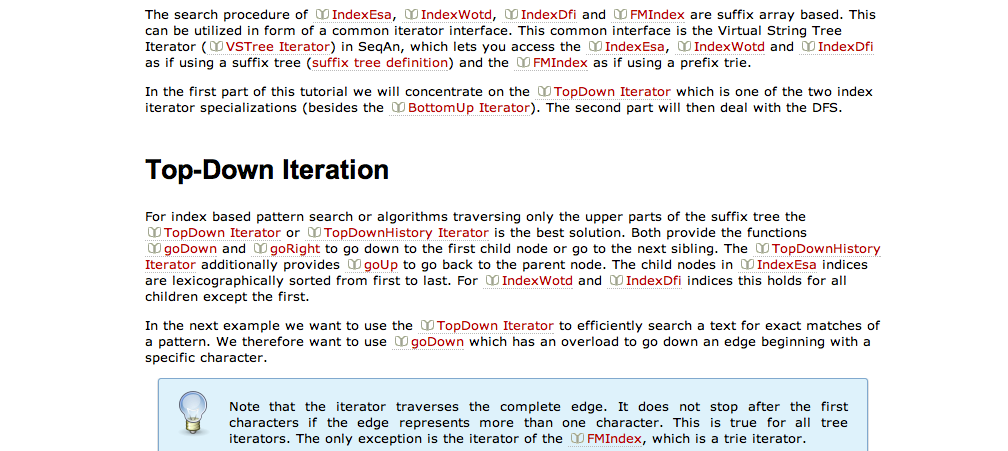 The search procedure of IndexEsa, IndexWotd, IndexDfi and FMIndex are suffix array based. This
can be utilized in form of a common iterator interface. This common interface is the Virtual String Tree
Iterator (VSTree Iterator) in SeqAn, which lets you access the IndexEsa, IndexWotd and IndexDfi
as if using a suffix tree (suffix tree definition) and the FMIndex as if using a prefix trie.
In the first part of this tutorial we will concentrate on the TopDown Iterator which is one of the two index
iterator specializations (besides the BottomUp Iterator). The second part will then deal with the DFS.
Top-Down Iteration
For index based pattern search or algorithms traversing only the upper parts of the suffix tree the
TopDown Iterator or TopDownHistory Iterator is the best solution. Both provide the functions
goDown and goRight to go down to the first child node or go to the next sibling. The TopDownHistory
Iterator additionally provides goUp to go back to the parent node. The child nodes in IndexEsa indices
are lexicographically sorted from first to last. For IndexWotd and IndexDfi indices this holds for all
children except the first.
In the next example we want to use the TopDown Iterator to efficiently search a text for exact matches of
a pattern. We therefore want to use goDown which has an overload to go down an edge beginning with a
specific character.
Note that the iterator traverses the complete edge. It does not stop after the first
characters if the edge represents more than one character. This is true for all tree
iterators. The only exception is the iterator of the FMIndex, which is a trie iterator.